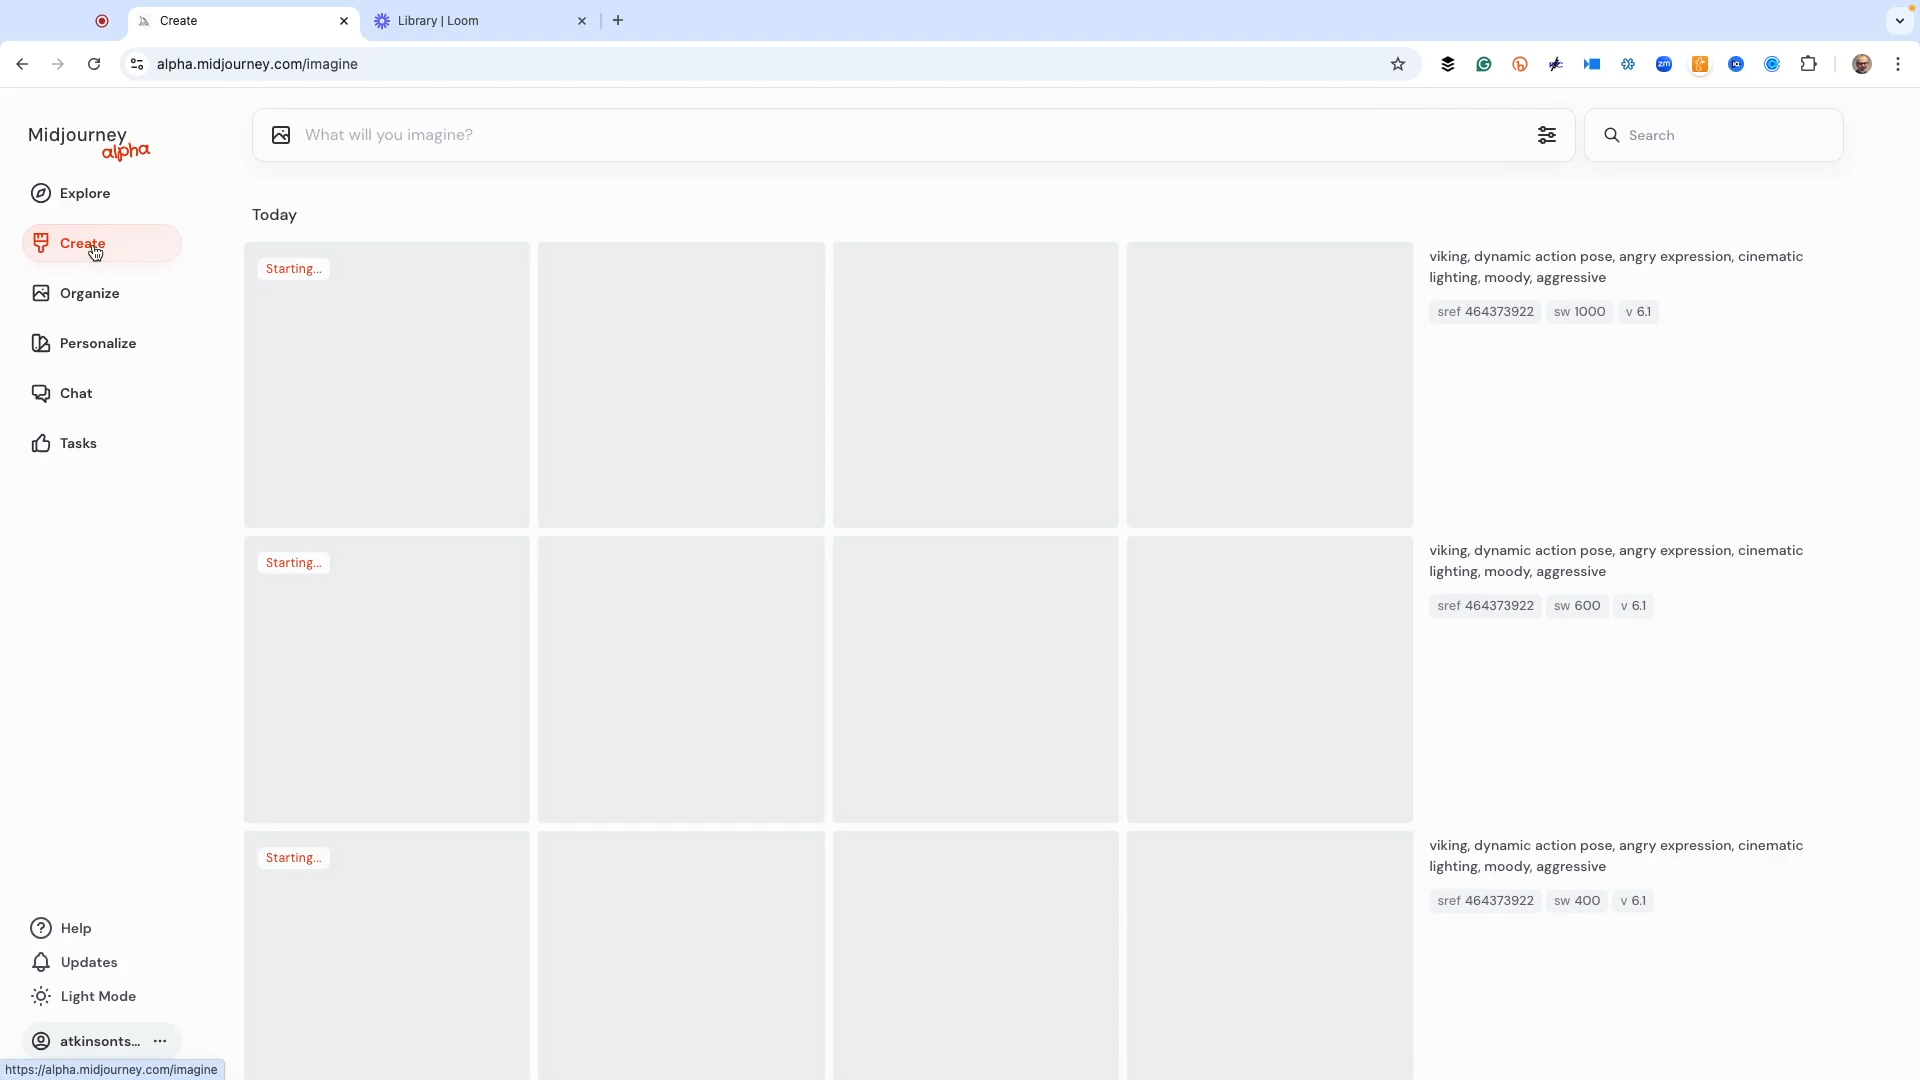 Create
Library | Loom
alpha.midjourney.com/imagine
zm
Midjourney
alpha
What will you imagine?
Search
Explore
Create
Organize
Personalize
Chat
Tasks
Today
Starting...
viking, dynamic action pose, angry expression, cinematic
lighting, moody, aggressive
sref 464373922 sw 1000 v 6.1
Starting...
viking, dynamic action pose, angry expression, cinematic
lighting, moody, aggressive
sref 464373922 sw 600 v 6.1
Starting...
viking, dynamic action pose, angry expression, cinematic
lighting, moody, aggressive
sref 464373922 sw 400 v 6.1
Help
Updates
Light Mode
atkinsonts...
https://alpha.midjourney.com/imagine